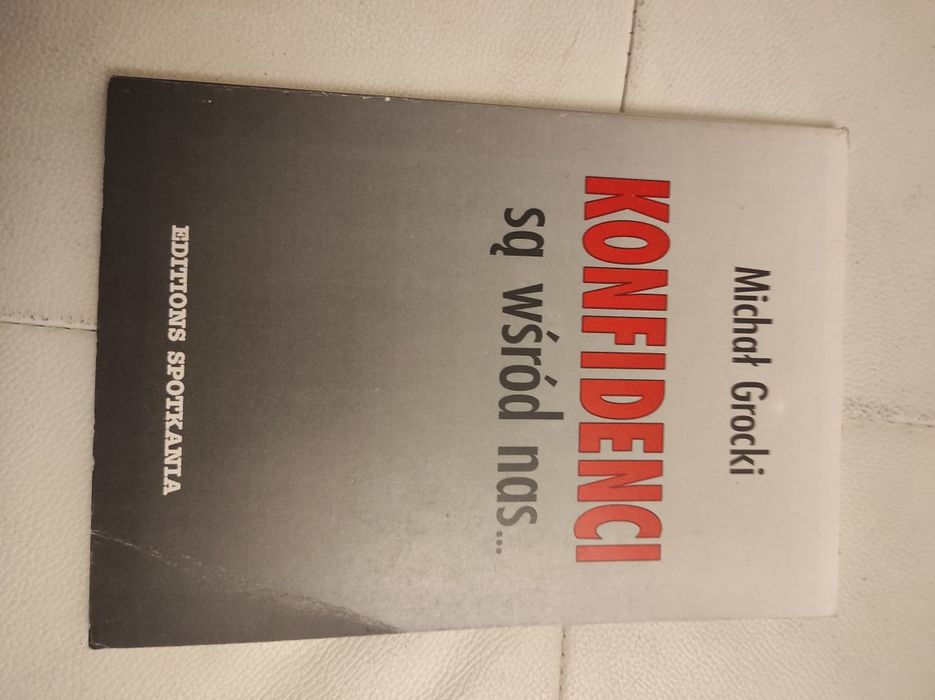 Michał Grocki
KONFIDENCI
są wśród nas...
EDITIONS SPOTKANIA